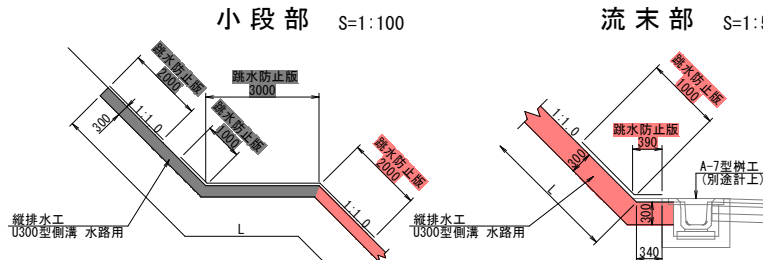 小段部 S=1:100
跳水防止版
2000
跳水防止版
3000
1:1.0
300
跳水防止版
1000
跳水防止版
2000
1:1.0
縦排水工
U300型側溝 水路用
L
流末部
跳水防止版
1000
1:1.0
跳水防止版
390
300
L
A-7型桝工
(別途計上)
縦排水工
U300型側溝 水路用
300
340